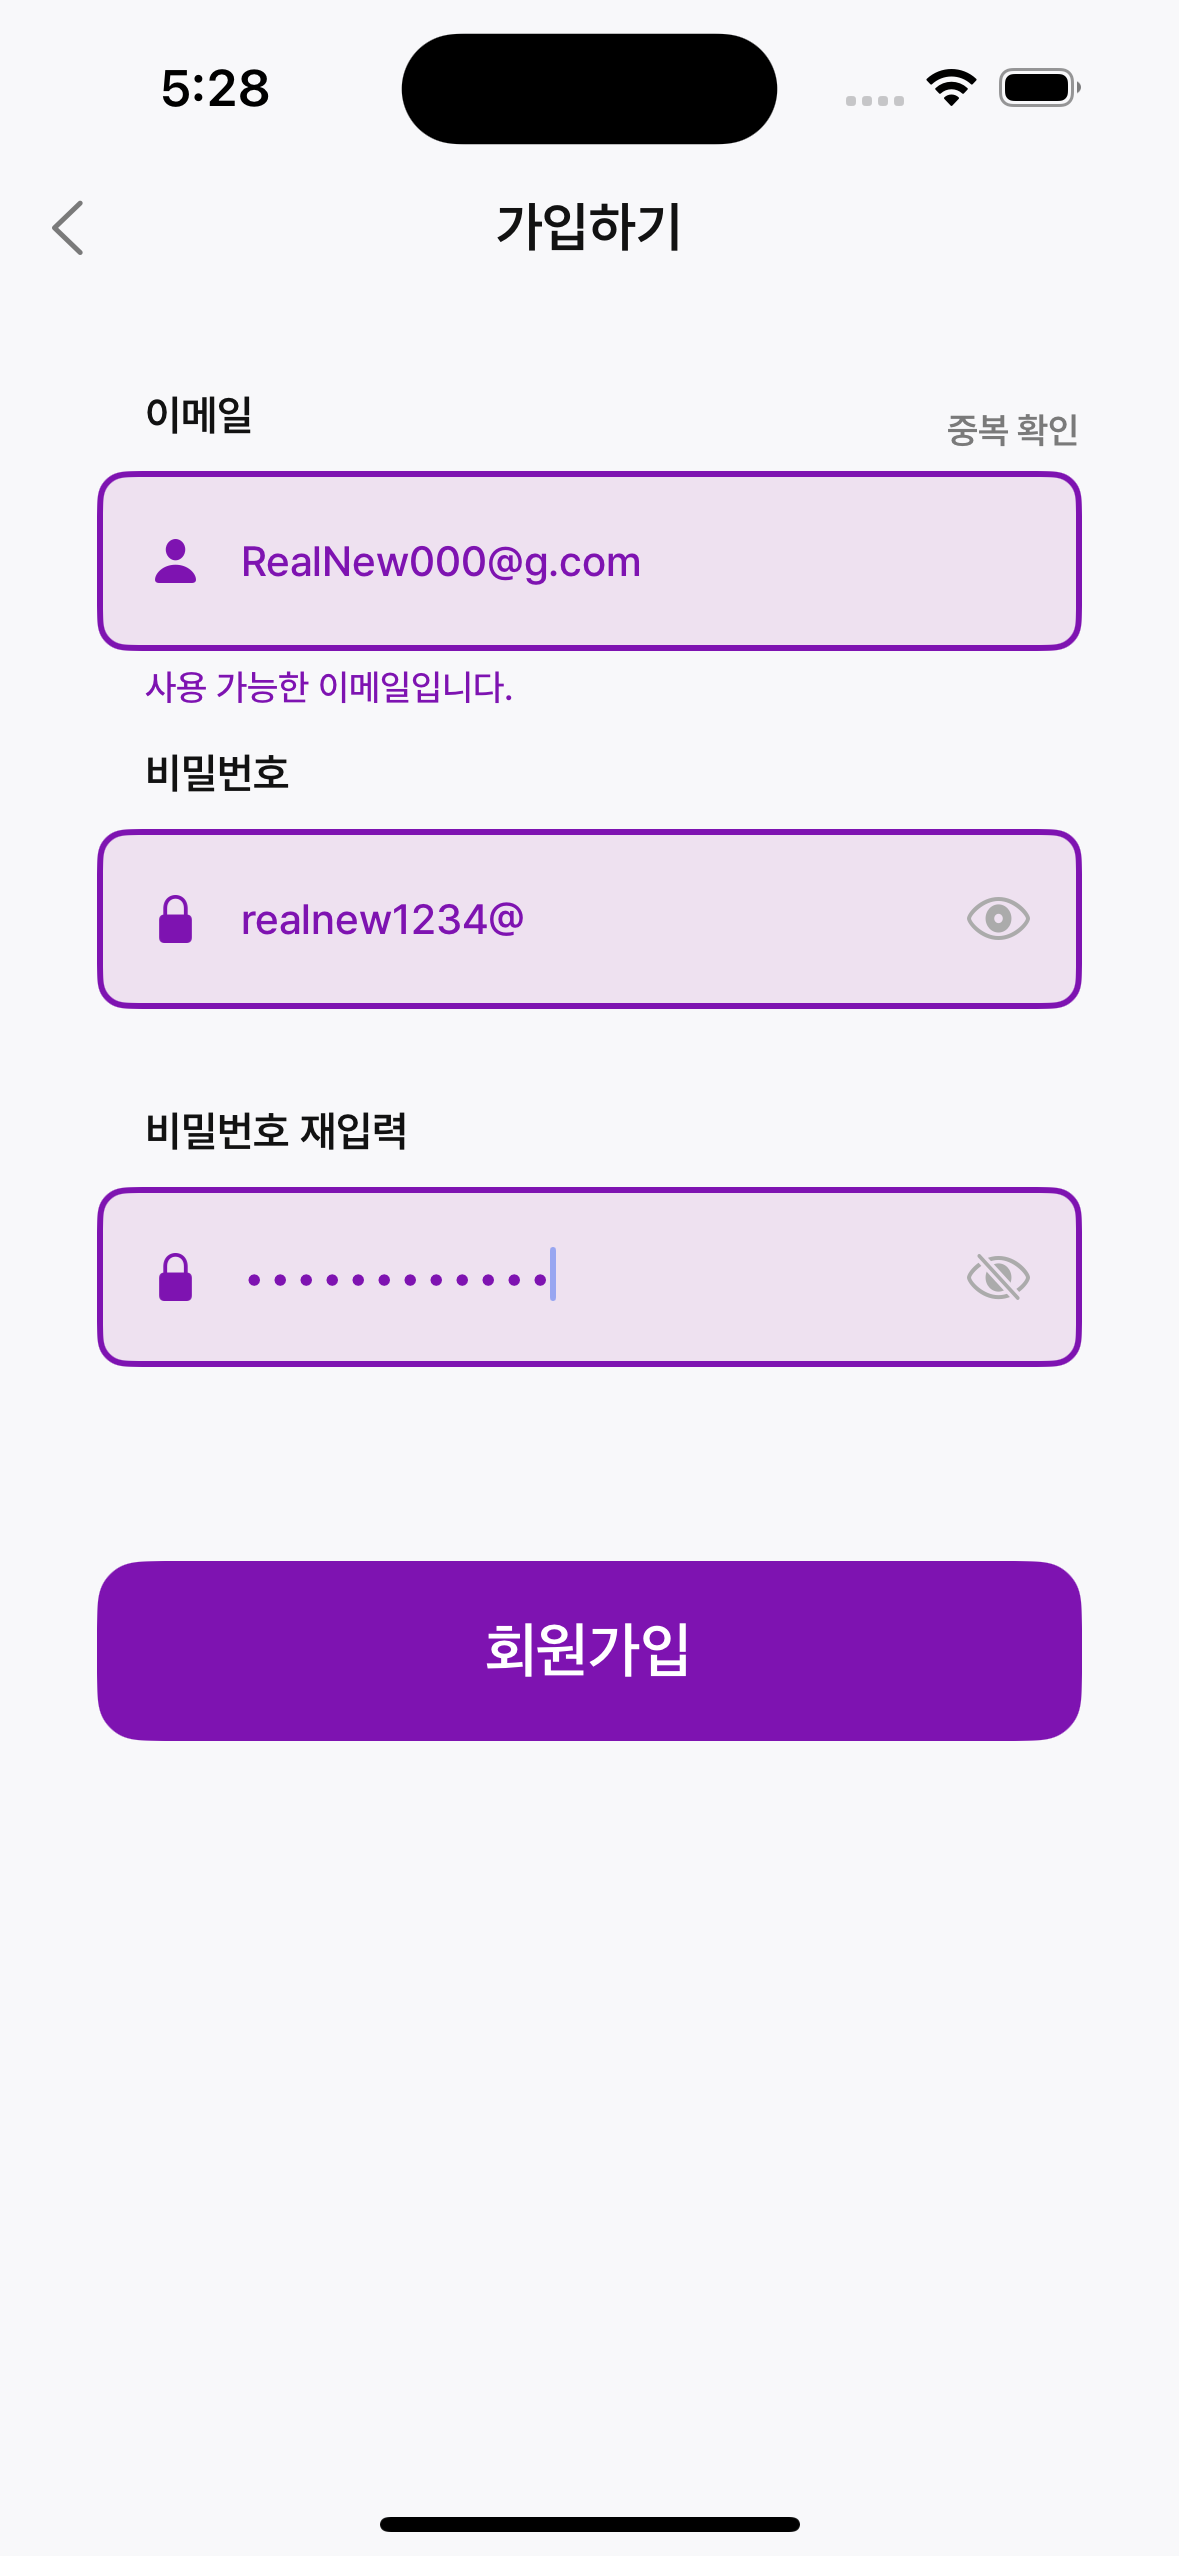 5:28
가입하기
이메일
중복 확인
RealNew000@g.com
사용 가능한 이메일입니다.
비밀번호
realnew1234@
비밀번호 재입력
••••••••••••
회원가입